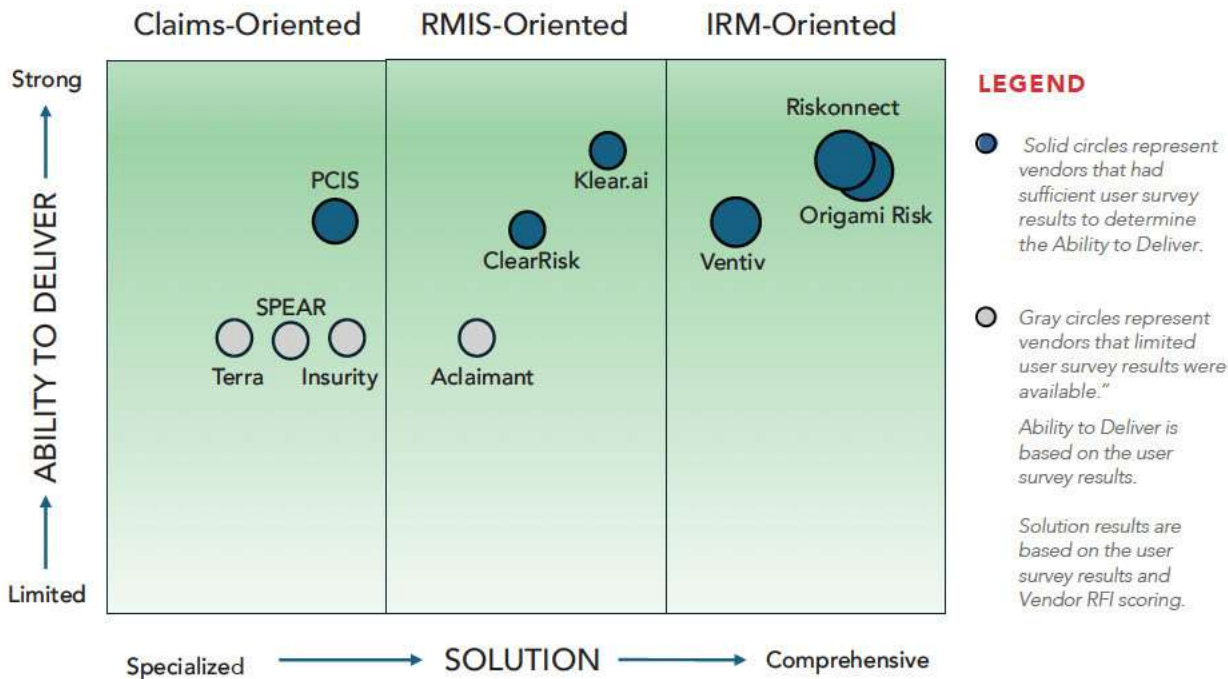 Claims-Oriented
RMIS-Oriented
IRM-Oriented
Strong
ABILITY TO DELIVER
Limited
PCIS
SPEAR
Terra
Insurity
Klear.ai
ClearRisk
Aclaimant
Riskonnect
Origami Risk
Ventiv
Specialized
SOLUTION
Comprehensive
LEGEND
Solid circles represent
vendors that had
sufficient user survey
results to determine
the Ability to Deliver.
Gray circles represent
vendors that limited
user survey results were
available.”
Ability to Deliver is
based on the user
survey results.
Solution results are
based on the user
survey results and
Vendor RFI scoring.